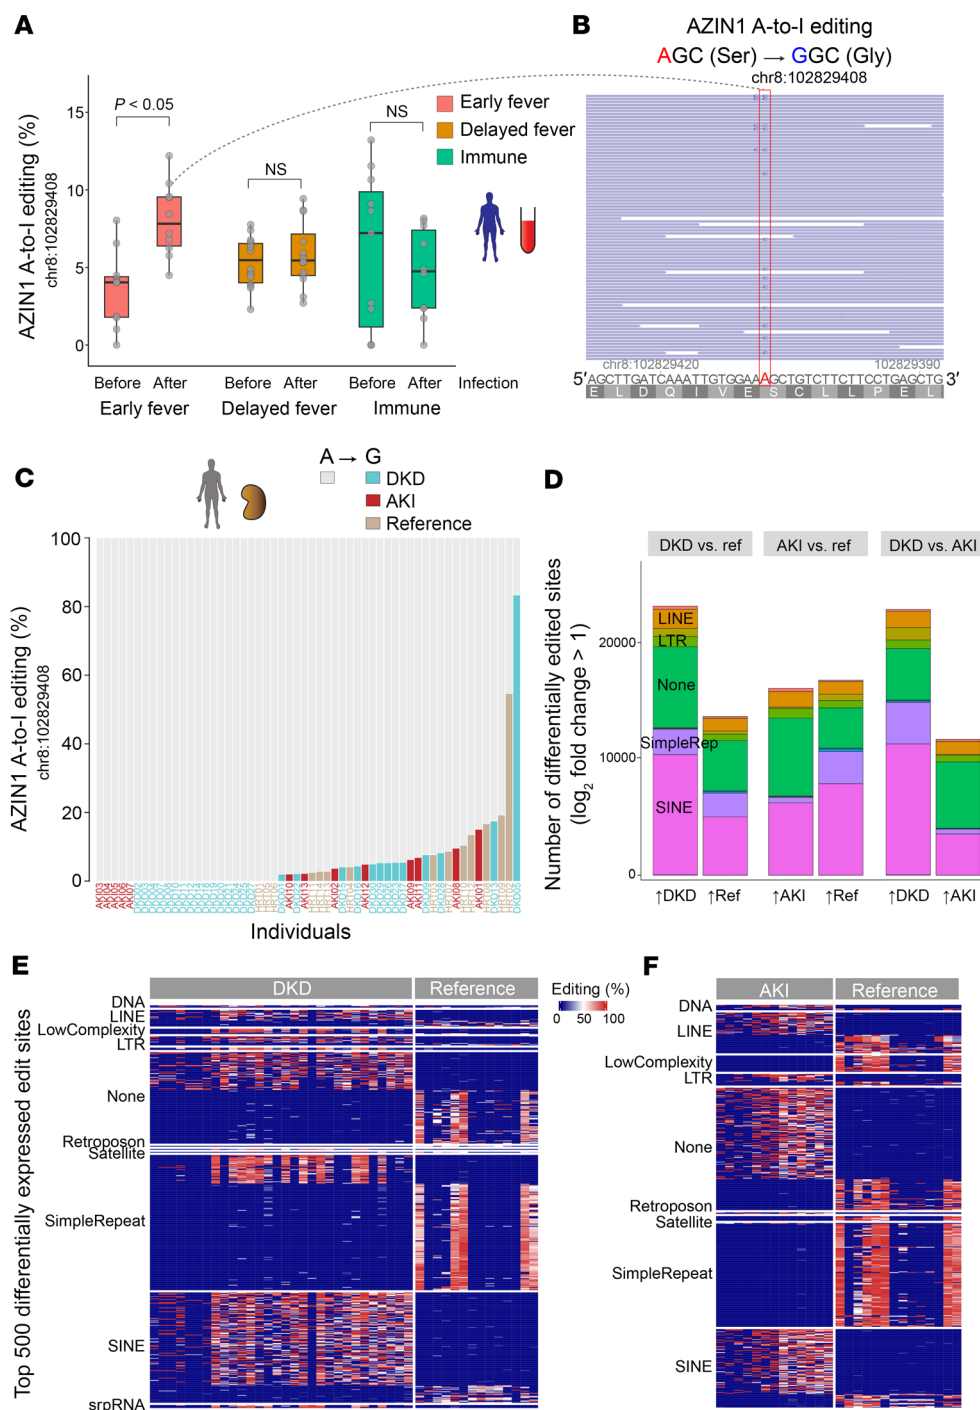 A
AZIN1 A-to-I editing (%)
chr8:102829408
15
10
5
0
P < 0.05
NS
NS
Early fever
Delayed fever
Immune
Before After Before After Before After Infection
Early fever Delayed fever Immune
B
AZIN1 A-to-I editing
AGC (Ser) → GGC (Gly)
chr8:102829408
chr8:102829420 102829390
5′ AGCTTGATCAAATTGTGGAAAGCTGTCTTCTTCCTGAGCTG 3′
E L D Q I V E S C L L P E L
C
A → G
DKD
AKI
Reference
AZIN1 A-to-I editing (%)
chr8:102829408
100
80
60
40
20
0
Individuals
D
DKD vs. ref AKI vs. ref DKD vs. AKI
Number of differentially edited sites
(log2 fold change > 1)
20000
10000
0
LINE
LTR
None
SimpleRep
SINE
↑DKD ↑Ref ↑AKI ↑Ref ↑DKD ↑AKI
E
DKD Reference
Editing (%)
0 50 100
Top 500 differentially expressed edit sites
DNA
LINE
LowComplexity
LTR
None
Retroposon
Satellite
SimpleRepeat
SINE
srpRNA
F
AKI Reference
DNA
LINE
LowComplexity
LTR
None
Retroposon
Satellite
SimpleRepeat
SINE